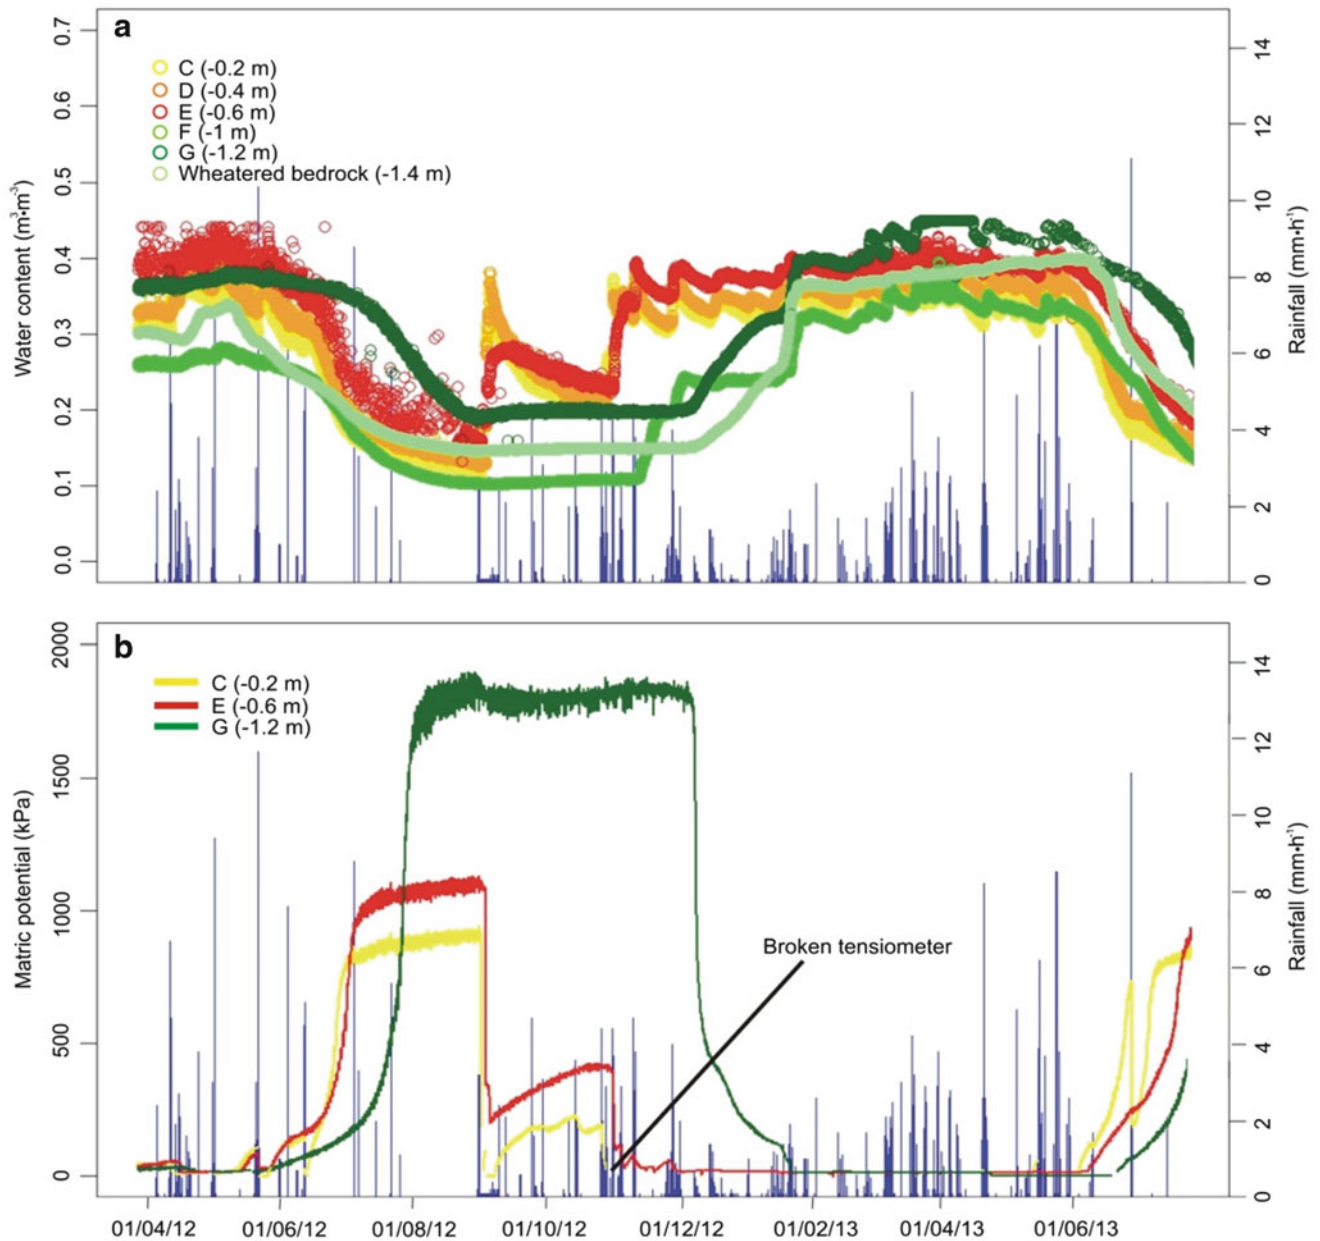 a
C (-0.2 m)
D (-0.4 m)
E (-0.6 m)
F (-1 m)
G (-1.2 m)
Wheatered bedrock (-1.4 m)
Water content (m³·m⁻³)
0.7
0.6
0.5
0.4
0.3
0.2
0.1
0.0
Rainfall (mm·h⁻¹)
14
12
10
8
6
4
2
0
b
C (-0.2 m)
E (-0.6 m)
G (-1.2 m)
Broken tensiometer
Matric potential (kPa)
2000
1500
1000
500
0
Rainfall (mm·h⁻¹)
14
12
10
8
6
4
2
0
01/04/12 01/06/12 01/08/12 01/10/12 01/12/12 01/02/13 01/04/13 01/06/13